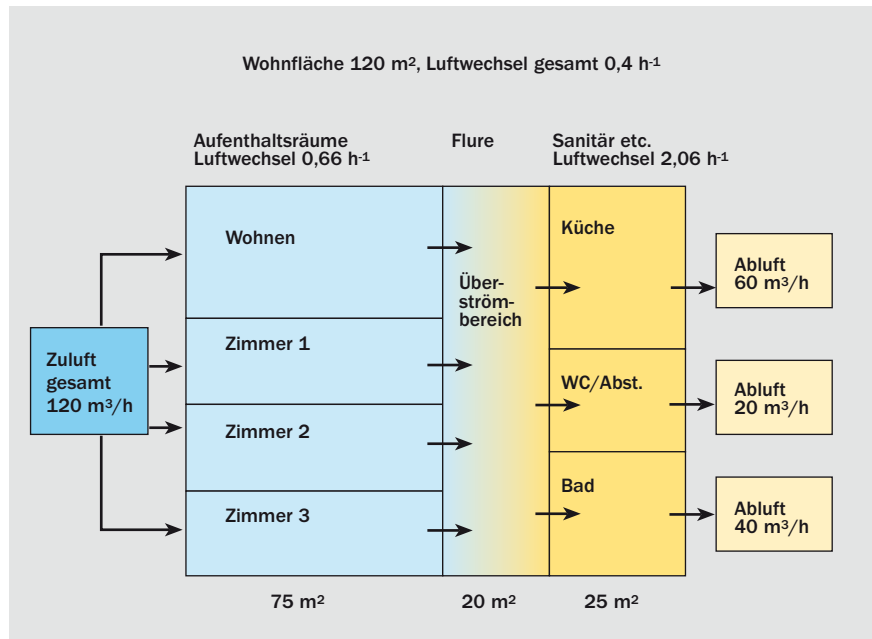 Wohnfläche 120 m², Luftwechsel gesamt 0,4 h⁻¹
Aufenthaltsräume
Luftwechsel 0,66 h⁻¹
Flure
Sanitär etc.
Luftwechsel 2,06 h⁻¹
Zuluft
gesamt
120 m³/h
Wohnen
Zimmer 1
Zimmer 2
Zimmer 3
Über-
ström-
bereich
Küche
WC/Abst.
Bad
Abluft
60 m³/h
Abluft
20 m³/h
Abluft
40 m³/h
75 m²
20 m²
25 m²